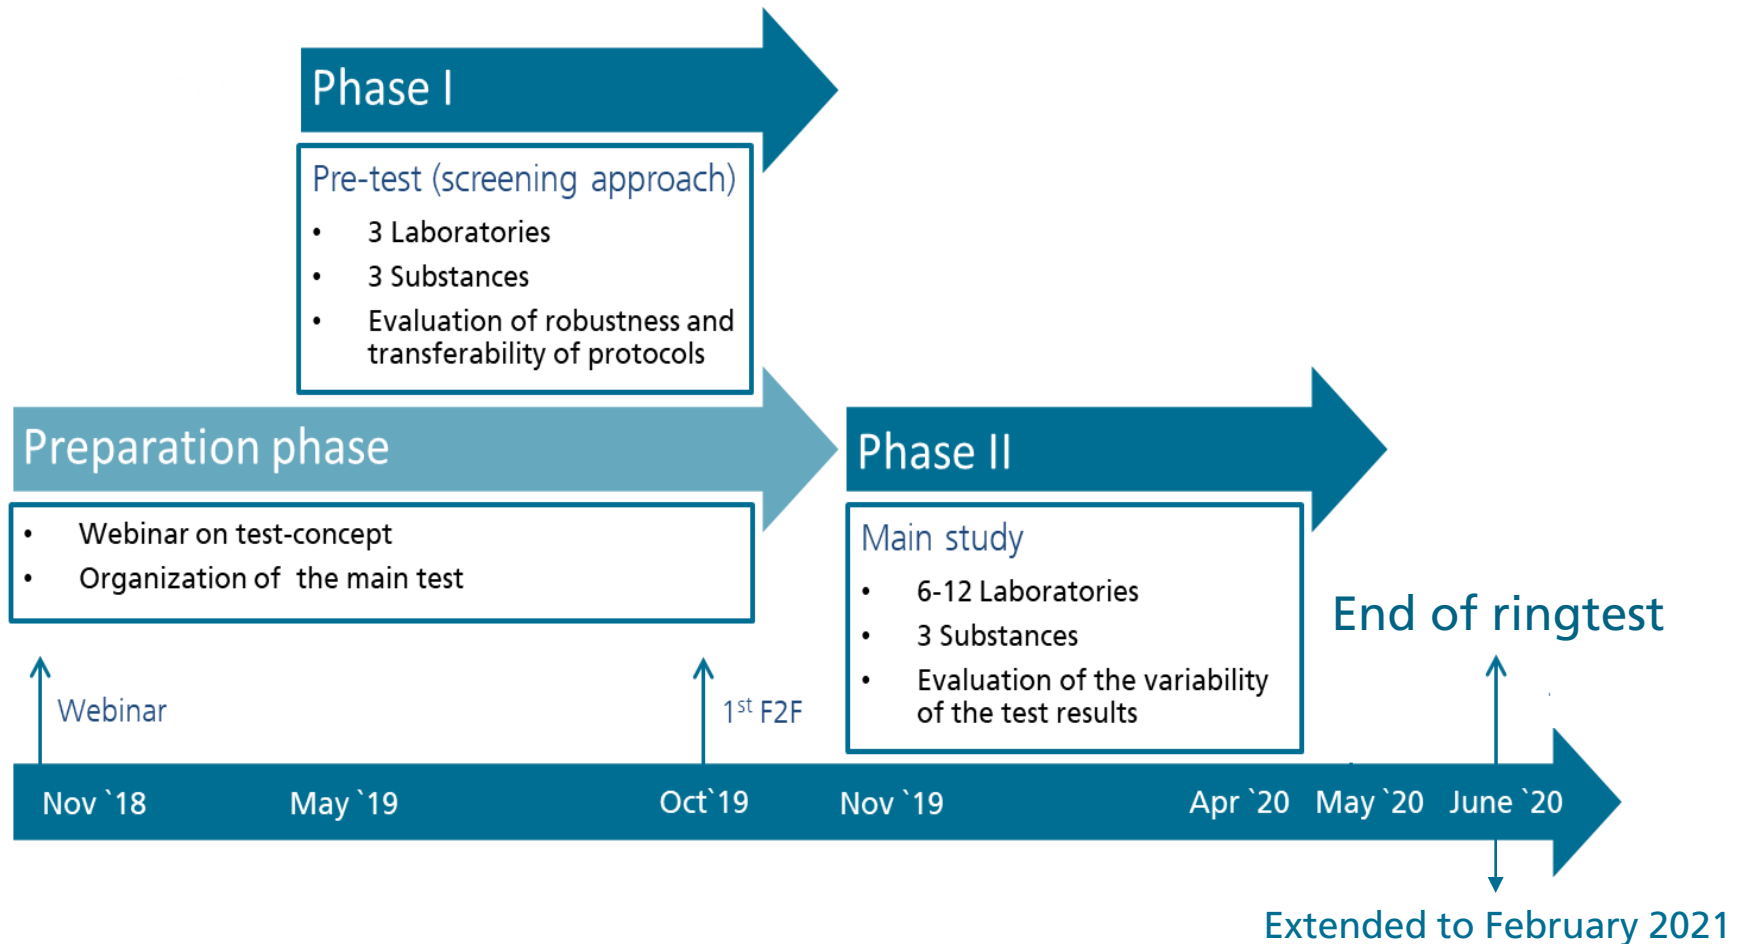 Phase I
Pre-test (screening approach)
• 3 Laboratories
• 3 Substances
• Evaluation of robustness and
transferability of protocols
Preparation phase
• Webinar on test-concept
• Organization of the main test
Phase II
Main study
• 6-12 Laboratories
• 3 Substances
• Evaluation of the variability
of the test results
End of ringtest
Webinar
1st F2F
Nov `18 May `19 Oct`19 Nov `19 Apr `20 May `20 June `20
Extended to February 2021